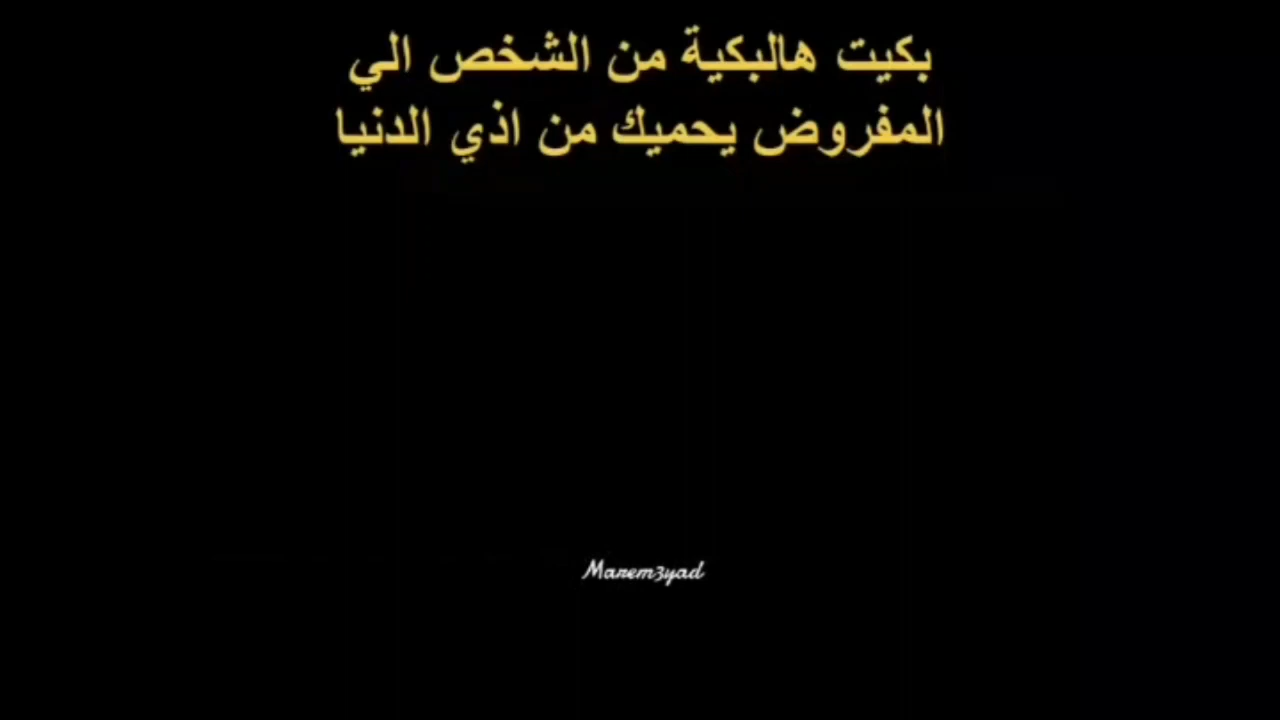 بكيت هالبكية من الشخص الي
المفروض يحميك من اذي الدنيا
Marem3yad